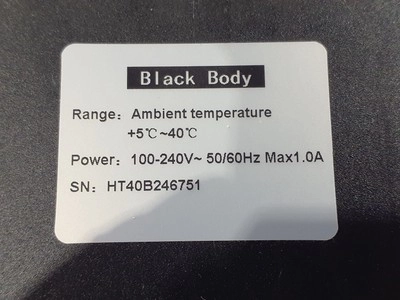 Black Body
Range：Ambient temperature
+5℃~40℃
Power：100-240V~ 50/60Hz Max1.0A
SN：HT40B246751